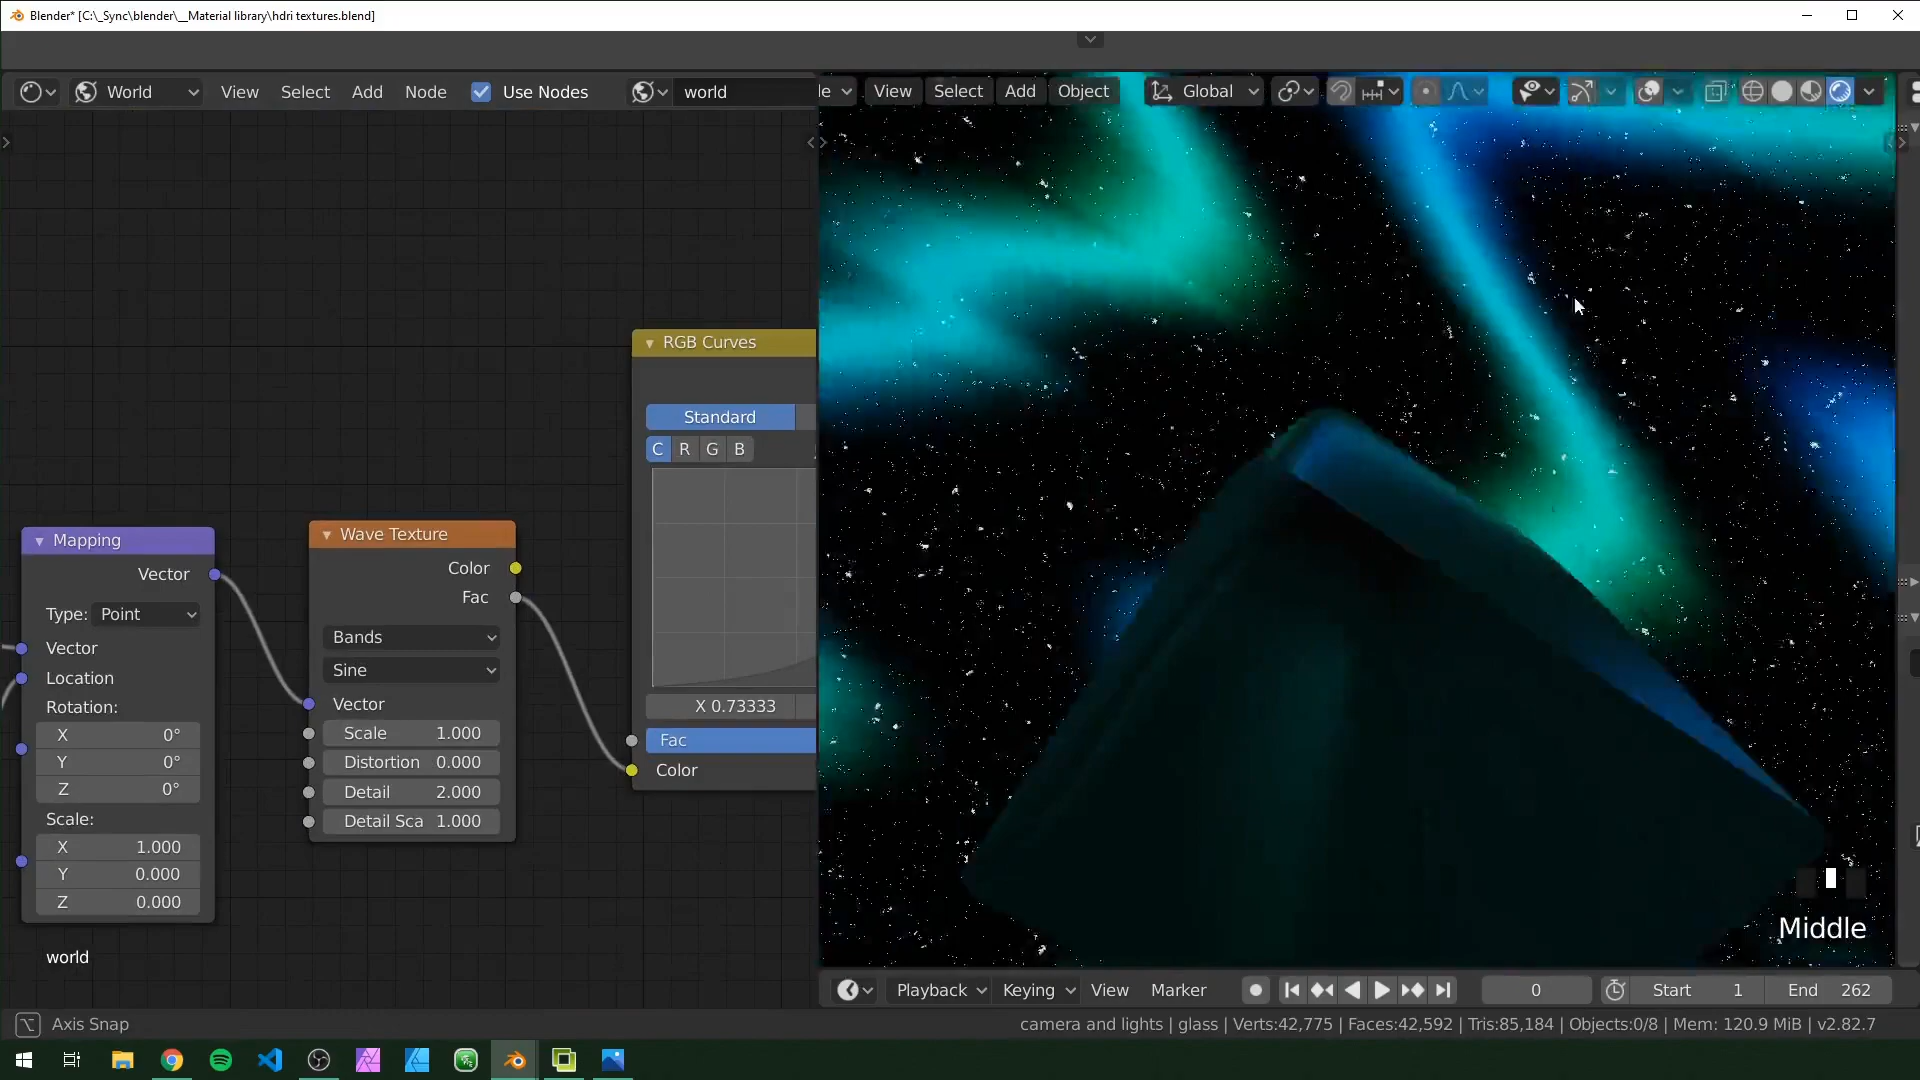 Blender* [C:\_Sync\blender\__Material library\hdri textures.blend]
World View Select Add Node Use Nodes world
de View Select Add Object Global
RGB Curves
Standard
C R G B
X 0.73333
Fac
Color
Mapping
Vector
Type: Point
Vector
Location
Rotation:
X 0°
Y 0°
Z 0°
Scale:
X 1.000
Y 0.000
Z 0.000
Wave Texture
Color
Fac
Bands
Sine
Vector
Scale 1.000
Distortion 0.000
Detail 2.000
Detail Sca 1.000
world
Middle
Playback Keying View Marker 0 Start 1 End 262
Axis Snap
camera and lights | glass | Verts:42,775 | Faces:42,592 | Tris:85,184 | Objects:0/8 | Mem: 120.9 MiB | v2.82.7